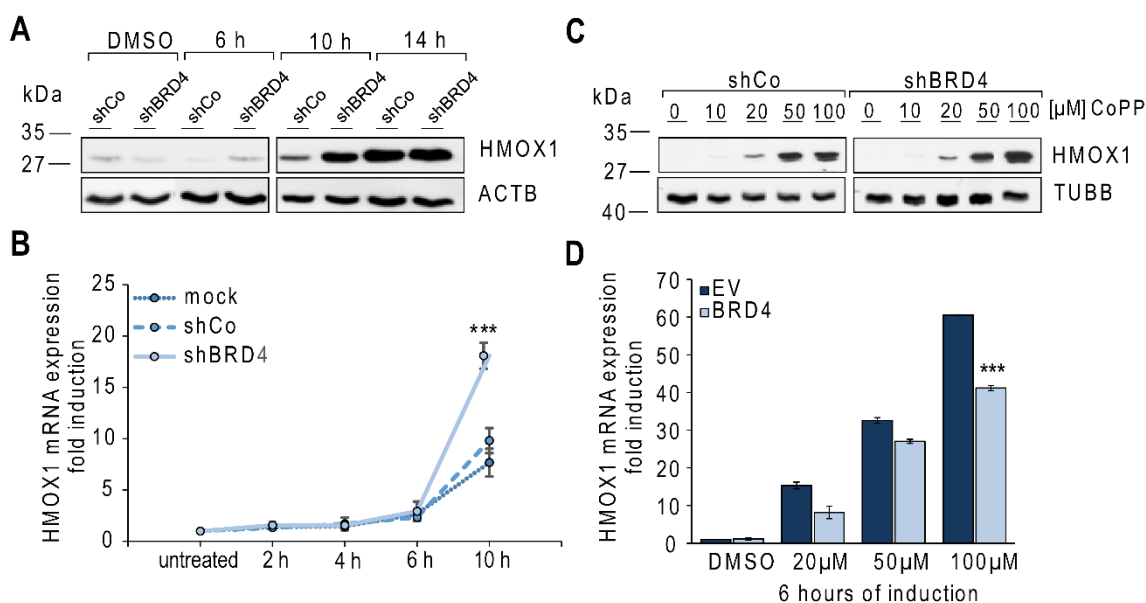 A
DMSO 6 h 10 h 14 h
kDa
shCo shBRD4 shCo shBRD4 shCo shBRD4 shCo shBRD4
35
27
HMOX1
ACTB
B
HMOX1 mRNA expression
fold induction
25
20
15
10
5
0
mock
shCo
shBRD4
***
untreated 2 h 4 h 6 h 10 h
C
shCo shBRD4
kDa
0 10 20 50 100 0 10 20 50 100 [µM] CoPP
35
27
HMOX1
40
TUBB
D
HMOX1 mRNA expression
fold induction
70
60
50
40
30
20
10
0
EV
BRD4
***
DMSO 20µM 50µM 100µM
6 hours of induction